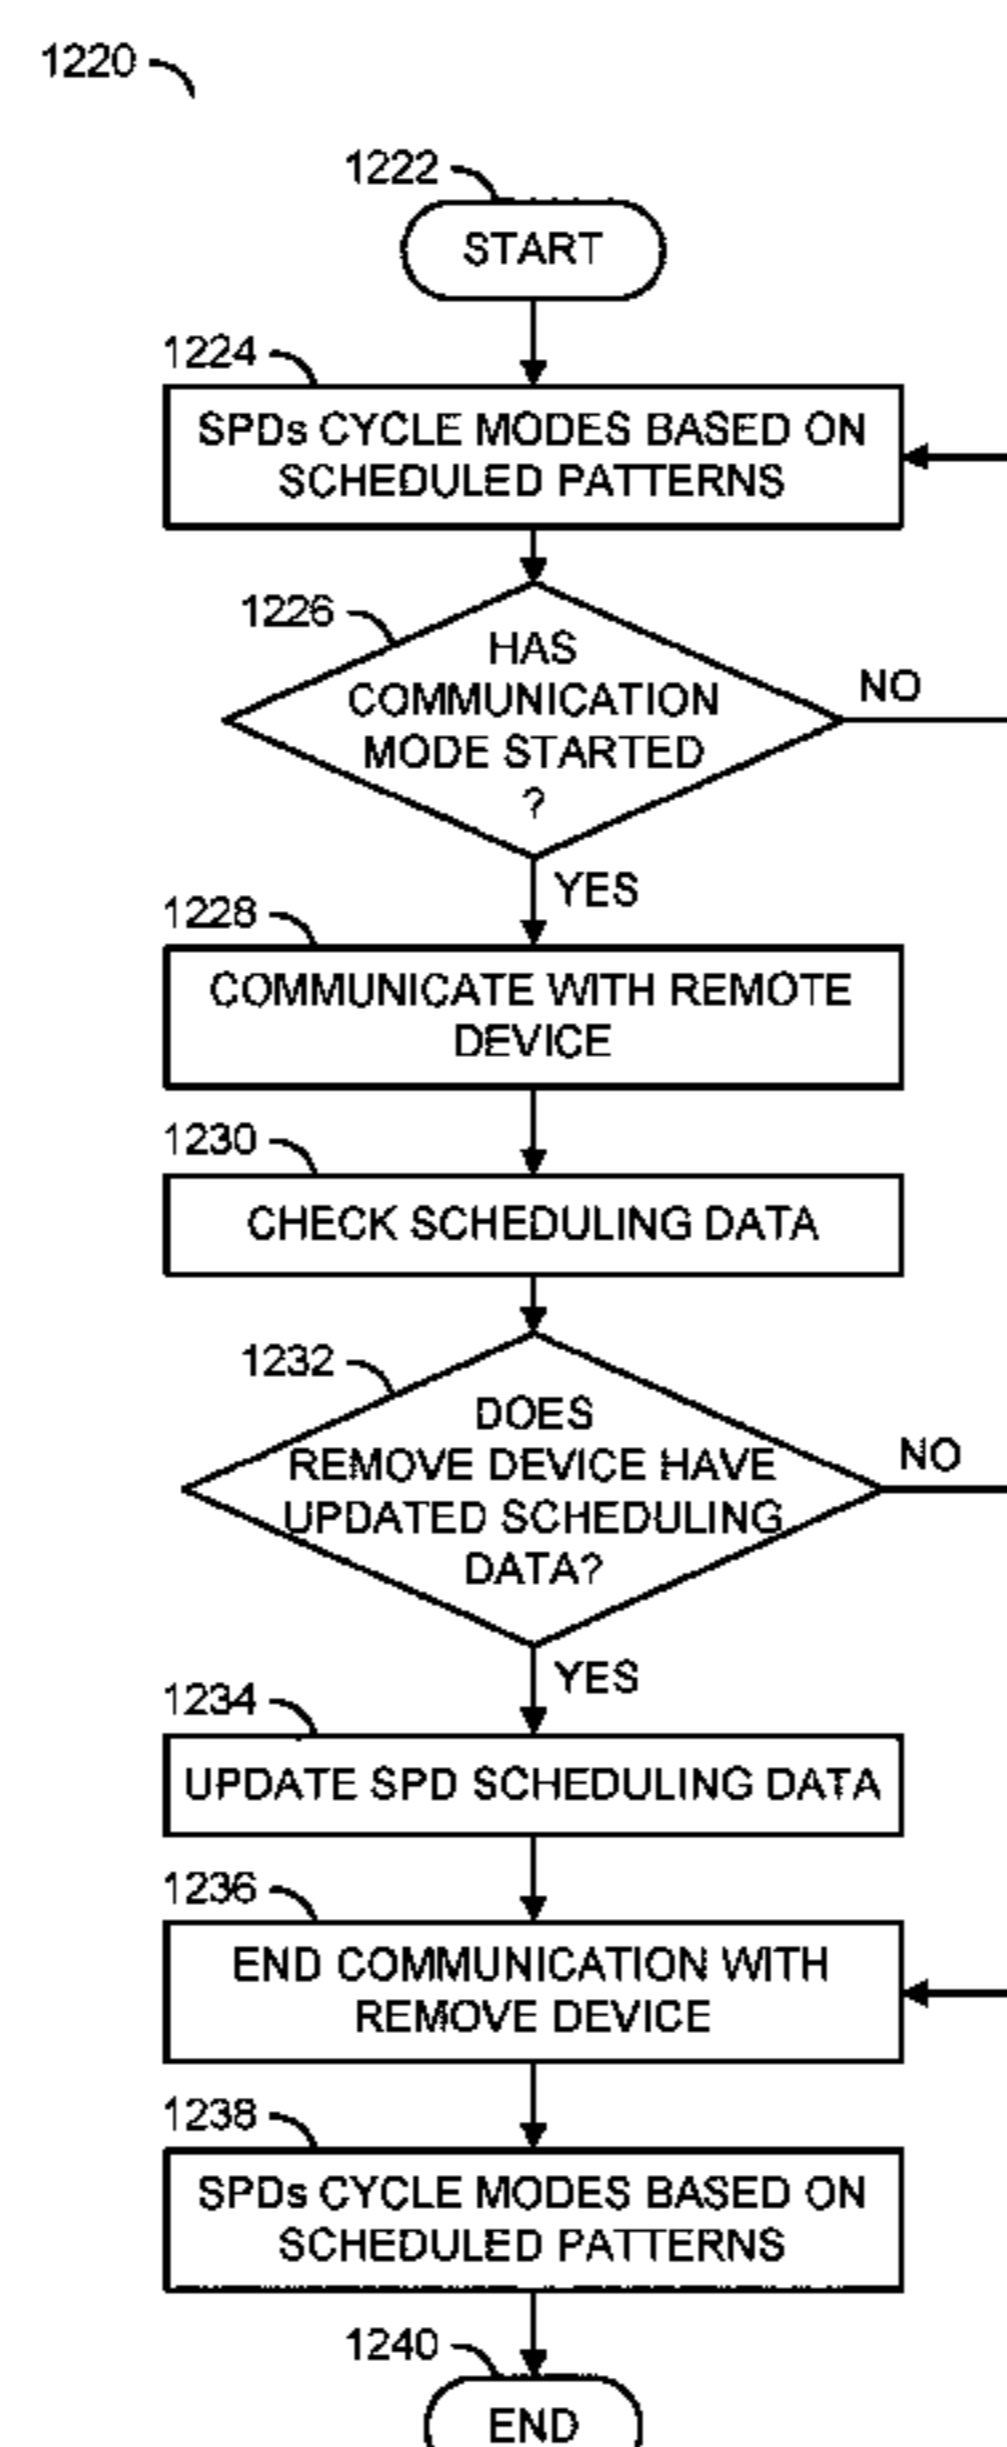 1220
1222
START
1224
SPDs CYCLE MODES BASED ON
SCHEDULED PATTERNS
1226
HAS
COMMUNICATION
MODE STARTED
?
NO
YES
1228
COMMUNICATE WITH REMOTE
DEVICE
1230
CHECK SCHEDULING DATA
1232
DOES
REMOVE DEVICE HAVE
UPDATED SCHEDULING
DATA?
NO
YES
1234
UPDATE SPD SCHEDULING DATA
1236
END COMMUNICATION WITH
REMOVE DEVICE
1238
SPDs CYCLE MODES BASED ON
SCHEDULED PATTERNS
1240
END